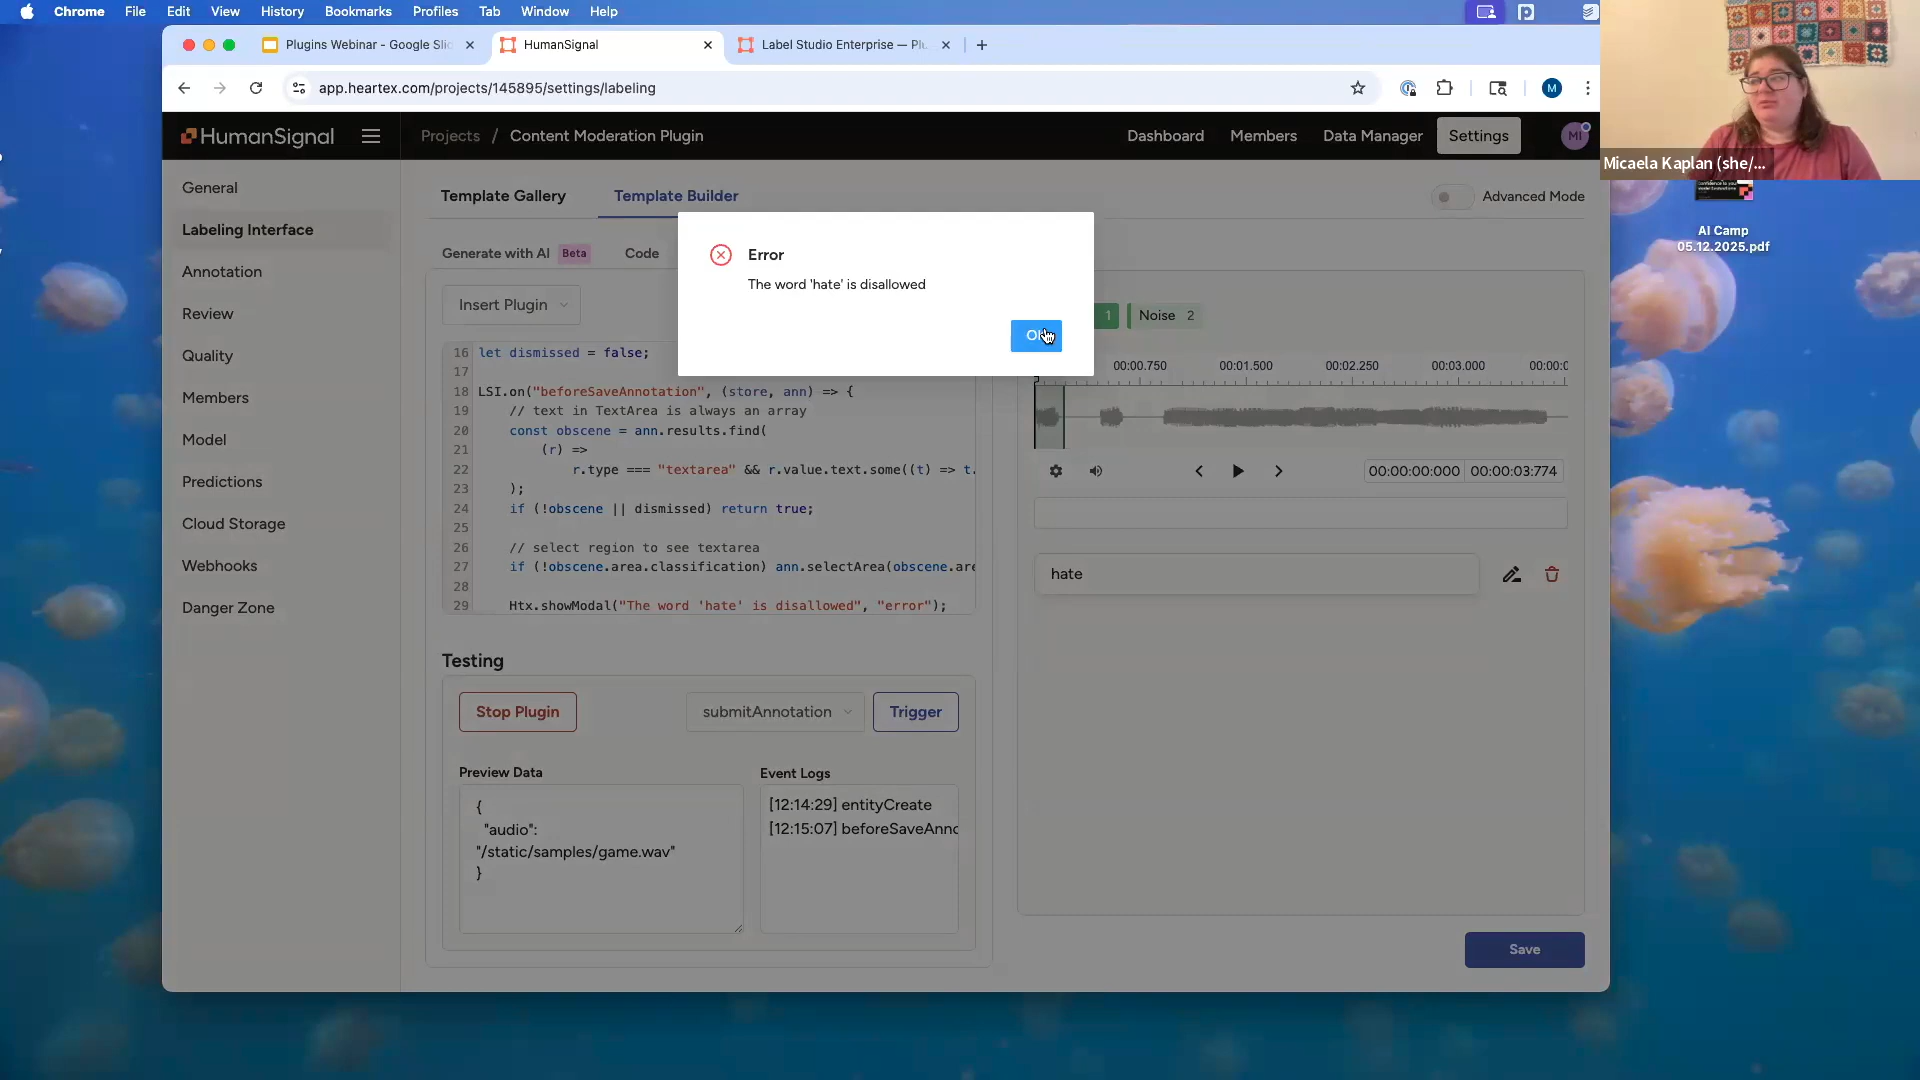 Chrome File Edit View History Bookmarks Profiles Tab Window Help
Plugins Webinar - Google Slic
HumanSignal
Label Studio Enterprise — Plu
app.heartex.com/projects/145895/settings/labeling
M
HumanSignal
Projects / Content Moderation Plugin
Dashboard Members Data Manager Settings
MI
Micaela Kaplan (she/...
AI Camp
05.12.2025.pdf
General
Labeling Interface
Annotation
Review
Quality
Members
Model
Predictions
Cloud Storage
Webhooks
Danger Zone
Template Gallery Template Builder
Advanced Mode
Generate with AI Beta Code
Insert Plugin
Error
The word 'hate' is disallowed
16 let dismissed = false;
17
18 LSI.on("beforeSaveAnnotation", (store, ann) => {
19 // text in TextArea is always an array
20 const obscene = ann.results.find(
21 (r) =>
22 r.type === "textarea" && r.value.text.some((t) => t.
23 );
24 if (!obscene || dismissed) return true;
25
26 // select region to see textarea
27 if (!obscene.area.classification) ann.selectArea(obscene.are
28
29 Htx.showModal("The word 'hate' is disallowed", "error");
Testing
Stop Plugin
submitAnnotation
Trigger
Preview Data
{
"audio":
"/static/samples/game.wav"
}
Event Logs
[12:14:29] entityCreate
[12:15:07] beforeSaveAnno
1 Noise 2
00:00.750 00:01.500 00:02.250 00:03.000 00:00:0
00:00:00:000 00:00:03:774
hate
Save